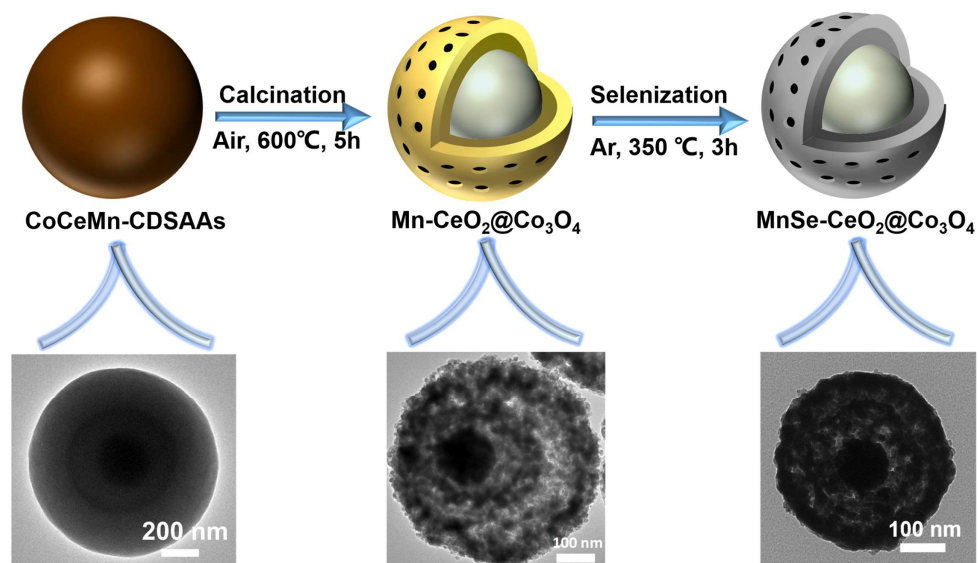 Calcination
Air, 600℃, 5h
Selenization
Ar, 350 ℃, 3h
CoCeMn-CDSAAs
Mn-CeO₂@Co₃O₄
MnSe-CeO₂@Co₃O₄
200 nm
100 nm
100 nm